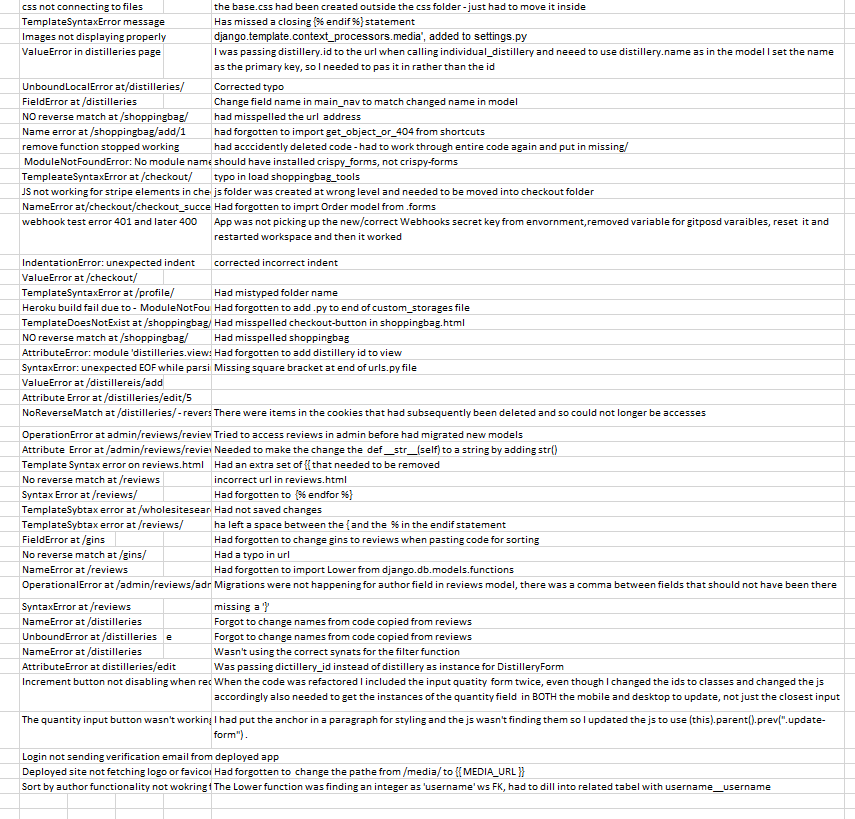 css not connecting to files the base.css had been created outside the css folder - just had to move it inside
TemplateSyntaxError message Has missed a closing {% endif %} statement
Images not displaying properly django.template.context_processors.media', added to settings.py
ValueError in distilleries page I was passing distillery.id to the url when calling individual_distillery and neeed to use distillery.name as in the model I set the name
as the primary key, so I needed to pas it in rather than the id
UnboundLocalError at /distilleries/ Corrected typo
FieldError at /distilleries Change field name in main_nav to match changed name in model
NO reverse match at /shoppingbag/ had misspelled the url address
Name error at /shoppingbag/add/1 had forgotten to import get_object_or_404 from shortcuts
remove function stopped working had acccidently deleted code - had to work through entire code again and put in missing/
ModuleNotFoundError: No module name should have installed crispy_forms, not crispy-forms
TempleateSyntaxError at /checkout/ typo in load shoppingbag_tools
JS not working for stripe elements in che js folder was created at wrong level and needed to be moved into checkout folder
NameError at/checkout/checkout_succe Had forgotten to imprt Order model from .forms
webhook test error 401 and later 400 App was not picking up the new/correct Webhooks secret key from envornment,removed variable for gitposd varaibles, reset it and
restarted workspace and then it worked
IndentationError: unexpected indent corrected incorrect indent
ValueError at /checkout/
TemplateSyntaxError at /profile/ Had mistyped folder name
Heroku build fail due to - ModuleNotFou Had forgotten to add .py to end of custom_storages file
TemplateDoesNotExist at /shoppingbag/ Had misspelled checkout-button in shoppingbag.html
NO reverse match at /shoppingbag/ Had misspelled shoppingbag
AttributeError: module 'distilleries.views Had forgotten to add distillery id to view
SyntaxError: unexpected EOF while parsi Missing square bracket at end of urls.py file
ValueError at /distillereis/add
Attribute Error at /distilleries/edit/5
NoReverseMatch at /distilleries/ - revers There were items in the cookies that had subsequently been deleted and so could not longer be accesses
OperationError at admin/reviews/review Tried to access reviews in admin before had migrated new models
Attribute Error at /admin/reviews/review Needed to make the change the def __str__(self) to a string by adding str()
Template Syntax error on reviews.html Had an extra set of {{ that needed to be removed
No reverse match at /reviews incorrect url in reviews.html
Syntax Error at /reviews/ Had forgotten to {% endfor %}
TemplateSybtax error at /wholesitesear Had not saved changes
TemplateSybtax error at /reviews/ ha left a space between the { and the % in the endif statement
FieldError at /gins Had forgotten to change gins to reviews when pasting code for sorting
No reverse match at /gins/ Had a typo in url
NameError at /reviews Had forgotten to import Lower from django.db.models.functions
OperationalError at /admin/reviews/adr Migrations were not happening for author field in reviews model, there was a comma between fields that should not have been there
SyntaxError at /reviews missing a '}'
NameError at /distilleries Forgot to change names from code copied from reviews
UnboundError at /distilleries e Forgot to change names from code copied from reviews
NameError at /distilleries Wasn't using the correct synats for the filter function
AttributeError at distilleries/edit Was passing dictillery_id instead of distillery as instance for DistilleryForm
Increment button not disabling when rec When the code was refactored I included the input quatity form twice, even though I changed the ids to classes and changed the js
accordingly also needed to get the instances of the quantity field in BOTH the mobile and desktop to update, not just the closest input
The quantity input button wasn't working I had put the anchor in a paragraph for styling and the js wasn't finding them so I updated the js to use (this).parent().prev(".update-
form").
Login not sending verification email from deployed app
Deployed site not fetching logo or favicon Had forgotten to change the pathe from /media/ to {{ MEDIA_URL }}
Sort by author functionality not wokring f The Lower function was finding an integer as 'username' ws FK, had to dill into related tabel with username__username